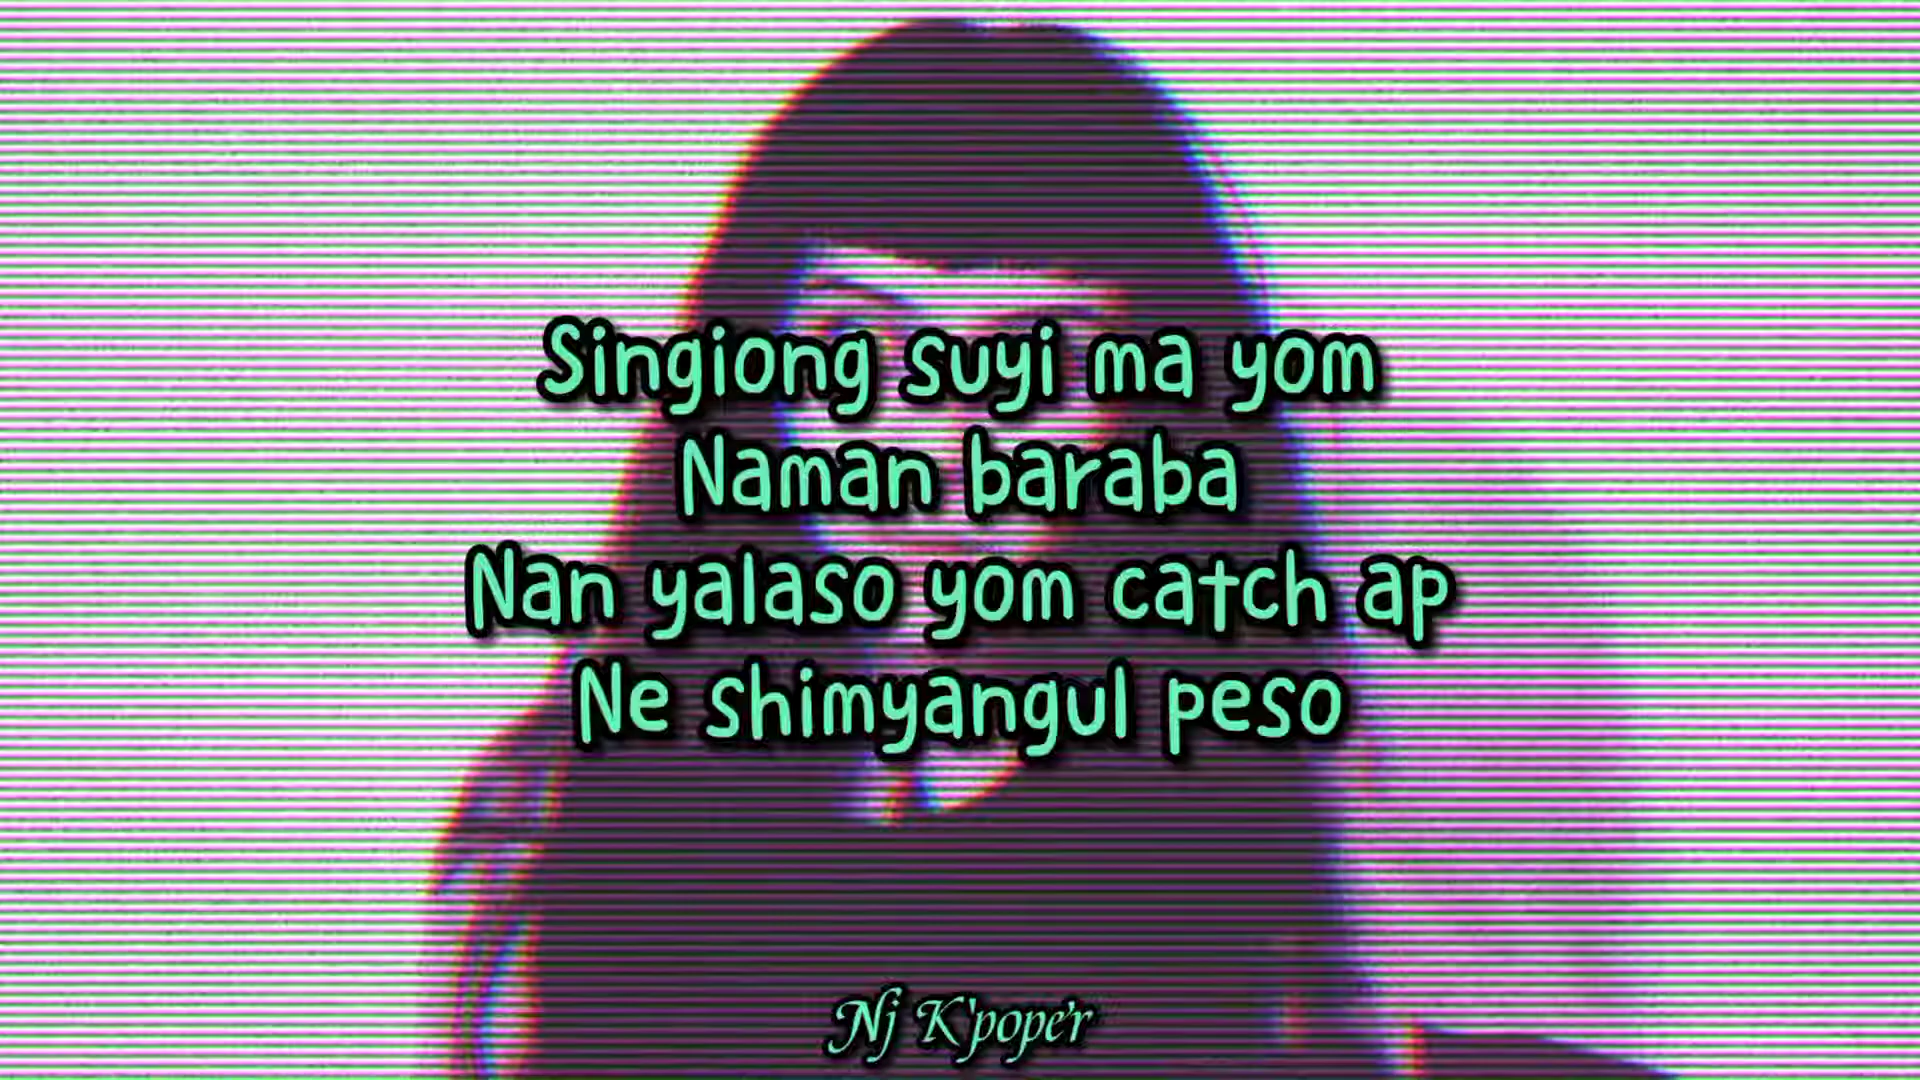 Singiong suyi ma yom
Naman baraba
Nan yalaso yom catch ap
Ne shimyangul peso
Nj K'pope'r